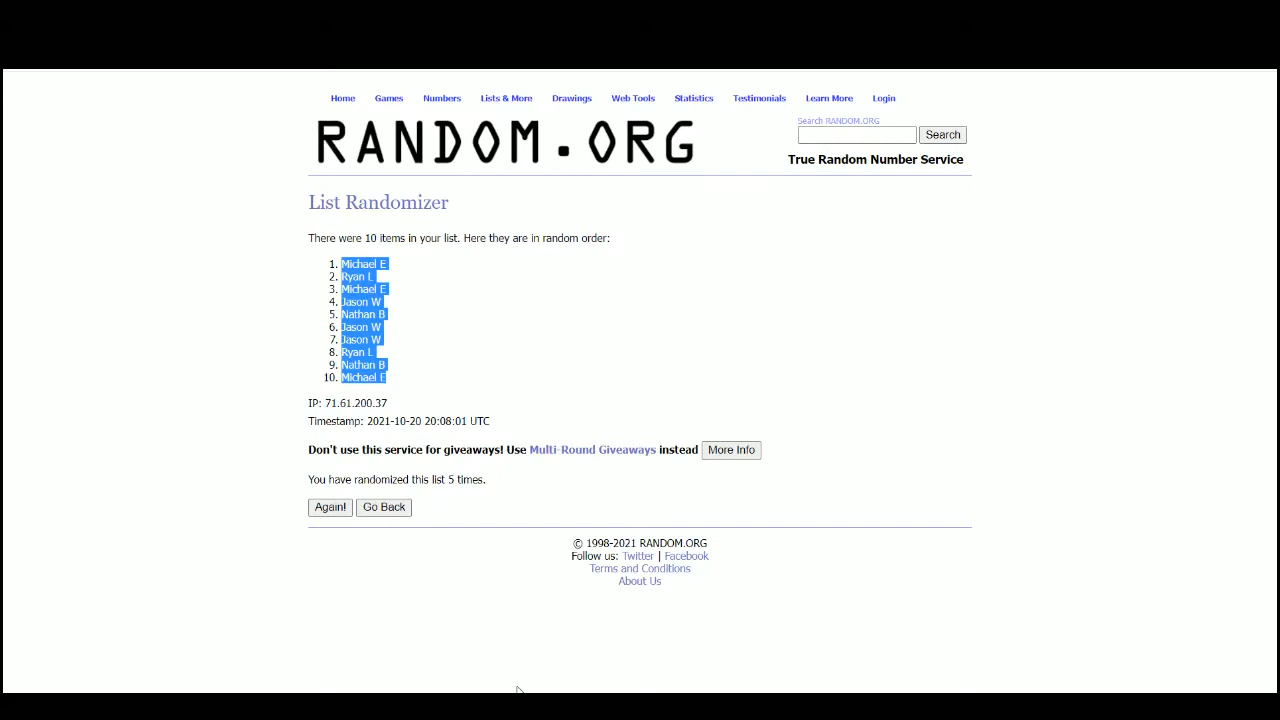 Home Games Numbers Lists & More Drawings Web Tools Statistics Testimonials Learn More Login
RANDOM.ORG
Search RANDOM.ORG
Search
True Random Number Service
List Randomizer
There were 10 items in your list. Here they are in random order:
1. Michael E
2. Ryan L
3. Michael E
4. Jason W
5. Nathan B
6. Jason W
7. Jason W
8. Ryan L
9. Nathan B
10. Michael E
IP: 71.61.200.37
Timestamp: 2021-10-20 20:08:01 UTC
Don't use this service for giveaways! Use Multi-Round Giveaways instead More Info
You have randomized this list 5 times.
Again! Go Back
© 1998-2021 RANDOM.ORG
Follow us: Twitter | Facebook
Terms and Conditions
About Us